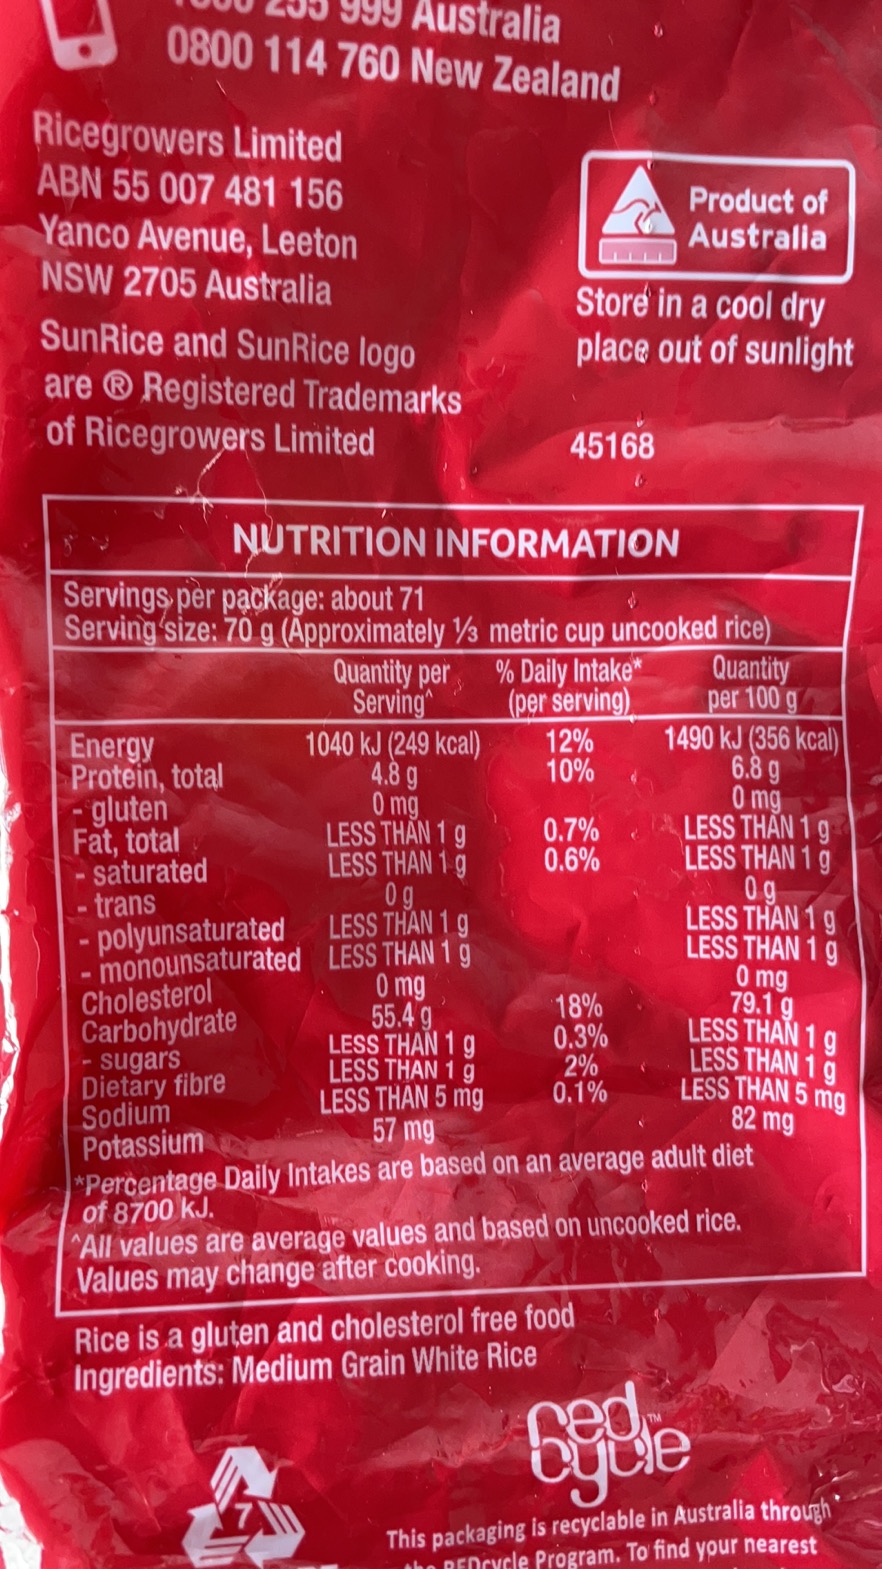 255 999 Australia
0800 114 760 New Zealand
Ricegrowers Limited
ABN 55 007 481 156
Yanco Avenue, Leeton
NSW 2705 Australia
SunRice and SunRice logo
are ® Registered Trademarks
of Ricegrowers Limited
Product of
Australia
Store in a cool dry
place out of sunlight
45168
NUTRITION INFORMATION
Servings per package: about 71
Serving size: 70 g (Approximately ⅓ metric cup uncooked rice)
Quantity per Serving^ % Daily Intake* (per serving) Quantity per 100 g
Energy 1040 kJ (249 kcal) 12% 1490 kJ (356 kcal)
Protein, total 4.8 g 10% 6.8 g
- gluten 0 mg 0 mg
Fat, total LESS THAN 1 g 0.7% LESS THAN 1 g
- saturated LESS THAN 1 g 0.6% LESS THAN 1 g
- trans 0 g 0 g
- polyunsaturated LESS THAN 1 g LESS THAN 1 g
- monounsaturated LESS THAN 1 g LESS THAN 1 g
Cholesterol 0 mg 0 mg
Carbohydrate 55.4 g 18% 79.1 g
- sugars LESS THAN 1 g 0.3% LESS THAN 1 g
Dietary fibre LESS THAN 1 g 2% LESS THAN 1 g
Sodium LESS THAN 5 mg 0.1% LESS THAN 5 mg
Potassium 57 mg 82 mg
*Percentage Daily Intakes are based on an average adult diet
of 8700 kJ.
^All values are average values and based on uncooked rice.
Values may change after cooking.
Rice is a gluten and cholesterol free food
Ingredients: Medium Grain White Rice
red
cycle™
7
This packaging is recyclable in Australia through
the REDcycle Program. To find your nearest